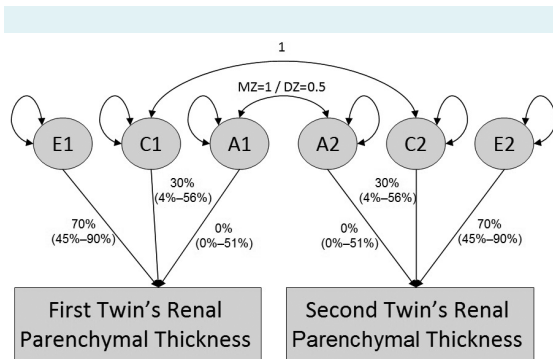 1
MZ=1 / DZ=0.5
E1 C1 A1 A2 C2 E2
30%
(4%–56%)
30%
(4%–56%)
70%
(45%–90%)
0%
(0%–51%)
0%
(0%–51%)
70%
(45%–90%)
First Twin's Renal
Parenchymal Thickness
Second Twin's Renal
Parenchymal Thickness